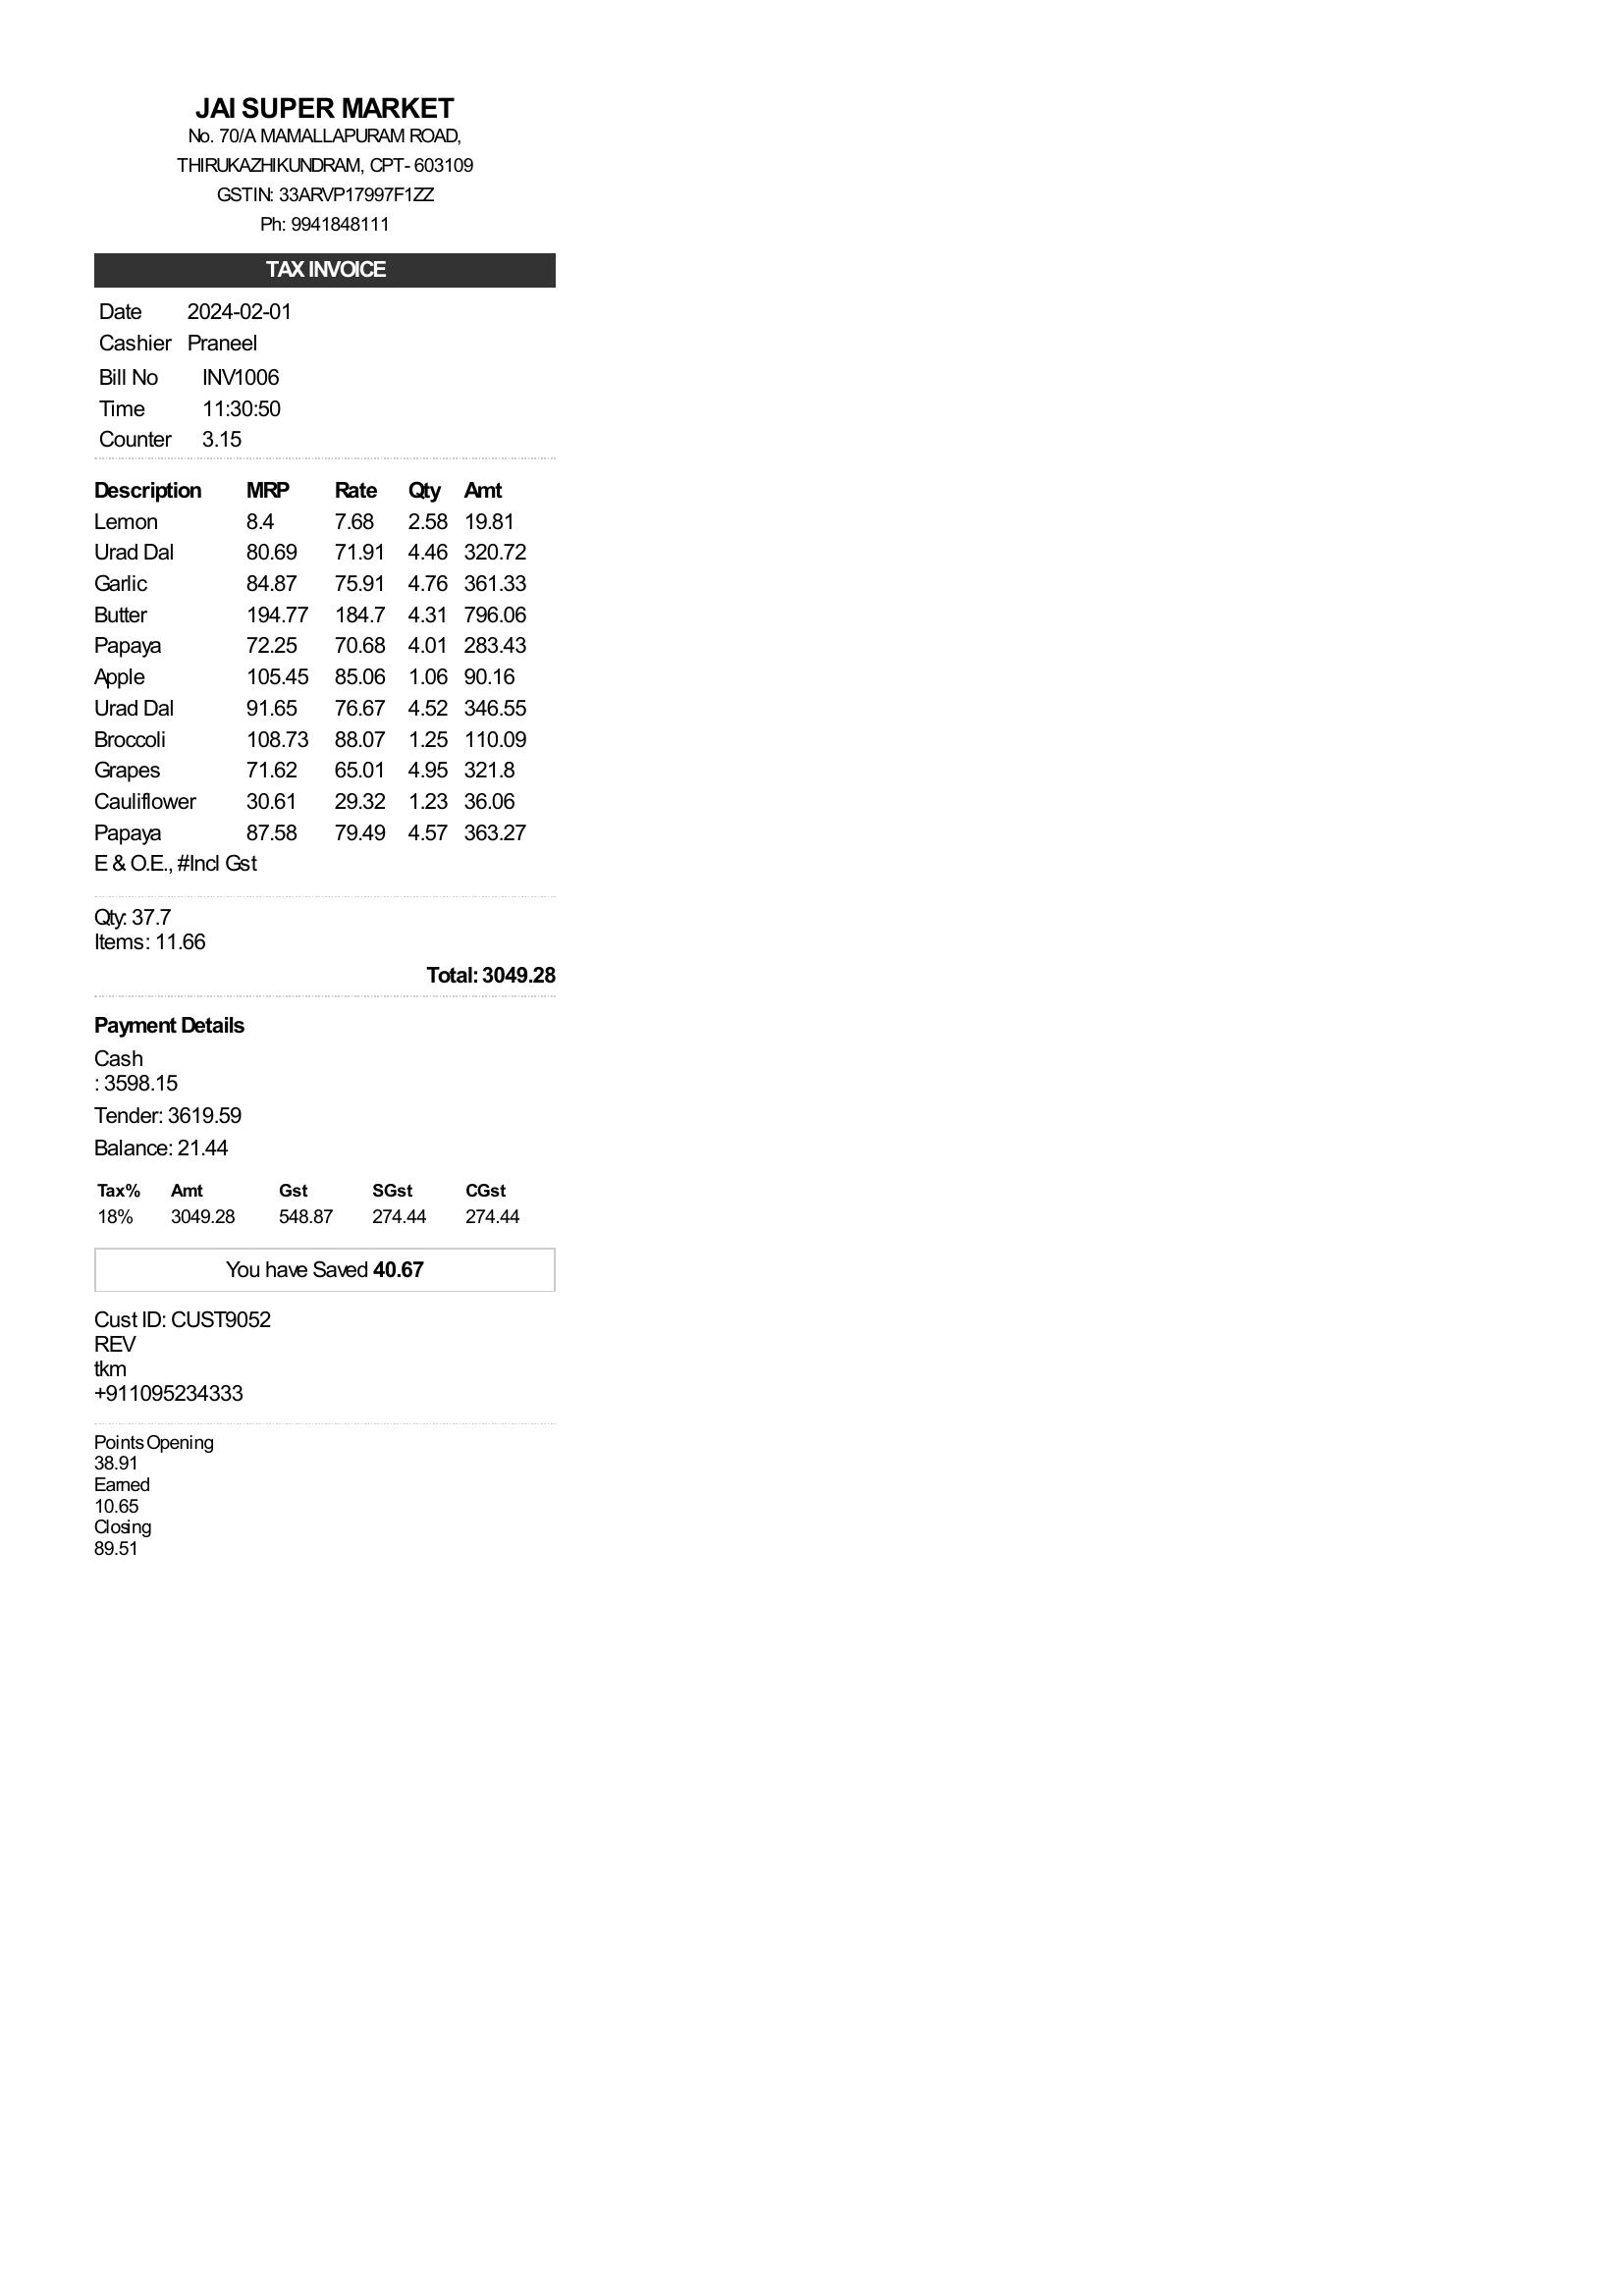 JAI SUPER MARKET
No. 70/A MAMALLAPURAM ROAD,
THIRUKAZHIKUNDRAM, CPT- 603109
GSTIN: 33ARVP17997F1ZZ
Ph: 9941848111
TAX INVOICE
Date 2024-02-01
Cashier Praneel
Bill No INV1006
Time 11:30:50
Counter 3.15
Description MRP Rate Qty Amt
Lemon 8.4 7.68 2.58 19.81
Urad Dal 80.69 71.91 4.46 320.72
Garlic 84.87 75.91 4.76 361.33
Butter 194.77 184.7 4.31 796.06
Papaya 72.25 70.68 4.01 283.43
Apple 105.45 85.06 1.06 90.16
Urad Dal 91.65 76.67 4.52 346.55
Broccoli 108.73 88.07 1.25 110.09
Grapes 71.62 65.01 4.95 321.8
Cauliflower 30.61 29.32 1.23 36.06
Papaya 87.58 79.49 4.57 363.27
E & O.E., #Incl Gst
Qty: 37.7
Items: 11.66
Total: 3049.28
Payment Details
Cash
: 3598.15
Tender: 3619.59
Balance: 21.44
Tax% Amt Gst SGst CGst
18% 3049.28 548.87 274.44 274.44
You have Saved 40.67
Cust ID: CUST9052
REV
tkm
+911095234333
Points Opening
38.91
Earned
10.65
Closing
89.51